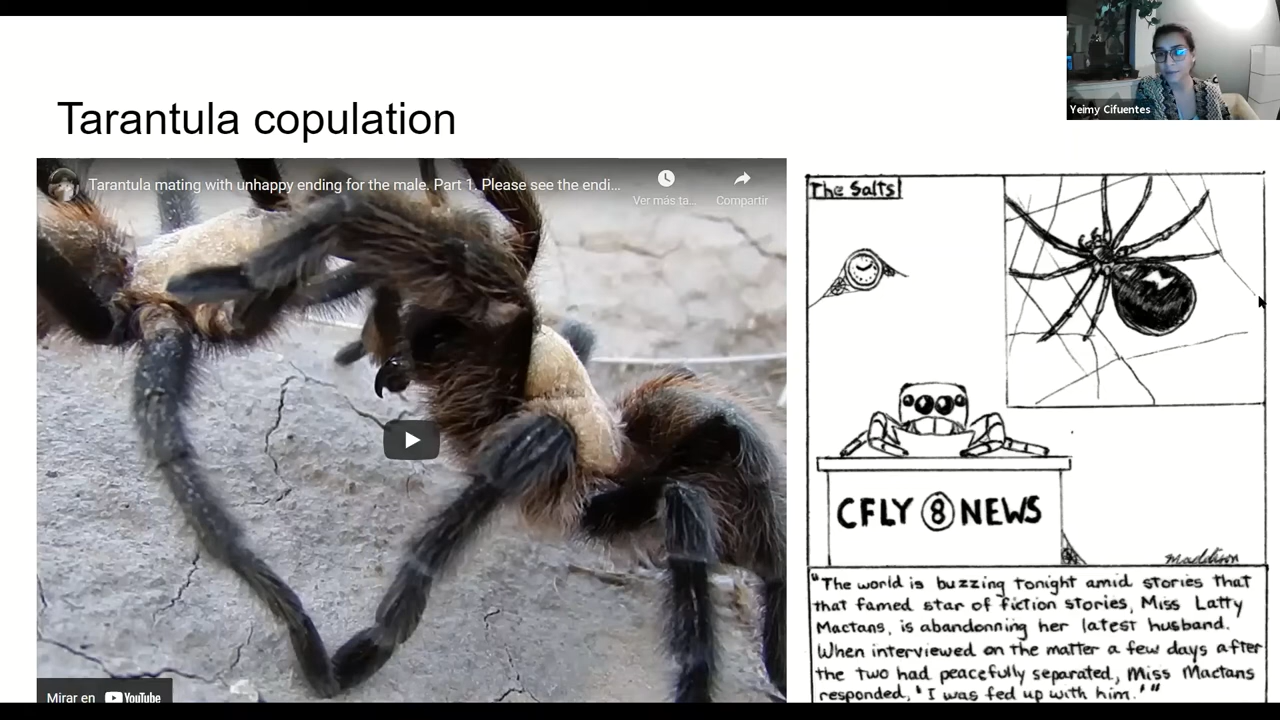 Yeimy Cifuentes
Tarantula copulation
Tarantula mating with unhappy ending for the male. Part 1. Please see the endi...
Ver más ta...
Compartir
Mirar en YouTube
The Salts
CFLY 8 NEWS
Maddison
"The world is buzzing tonight amid stories that
that famed star of fiction stories, Miss Latty
Mactans, is abandonning her latest husband.
When interviewed on the matter a few days after
the two had peacefully separated, Miss Mactans
responded, 'I was fed up with him.'"